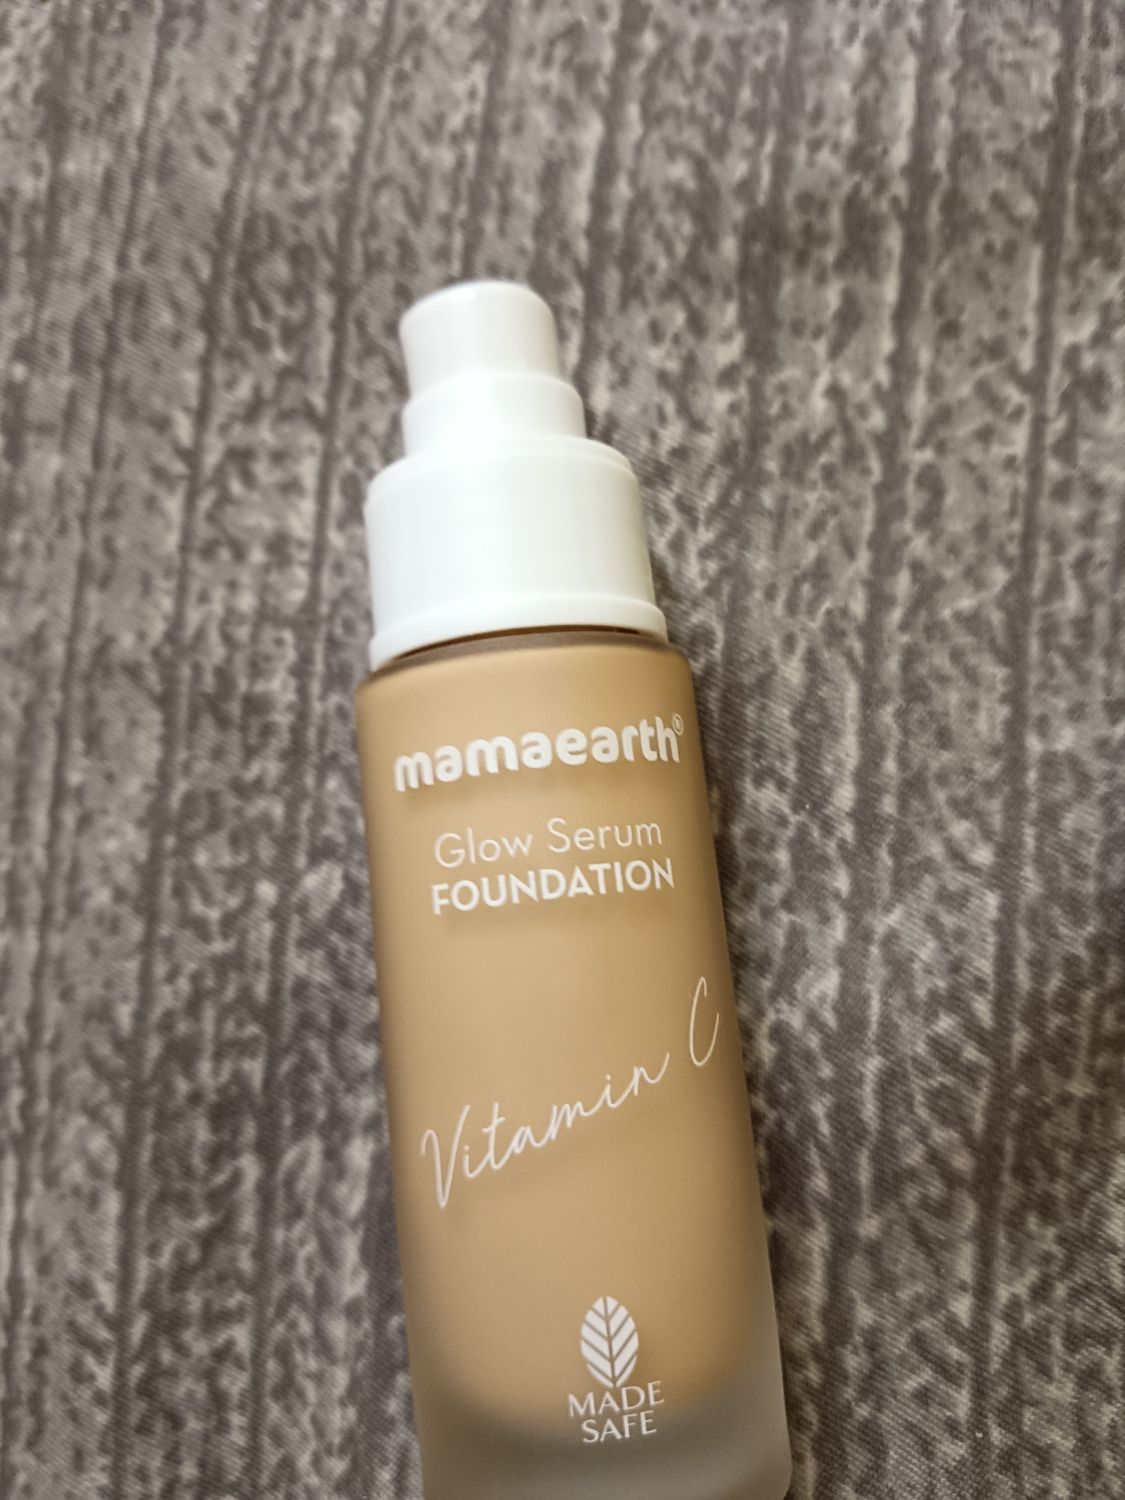 mamaearth®
Glow Serum
FOUNDATION
Vitamin C
MADE
SAFE